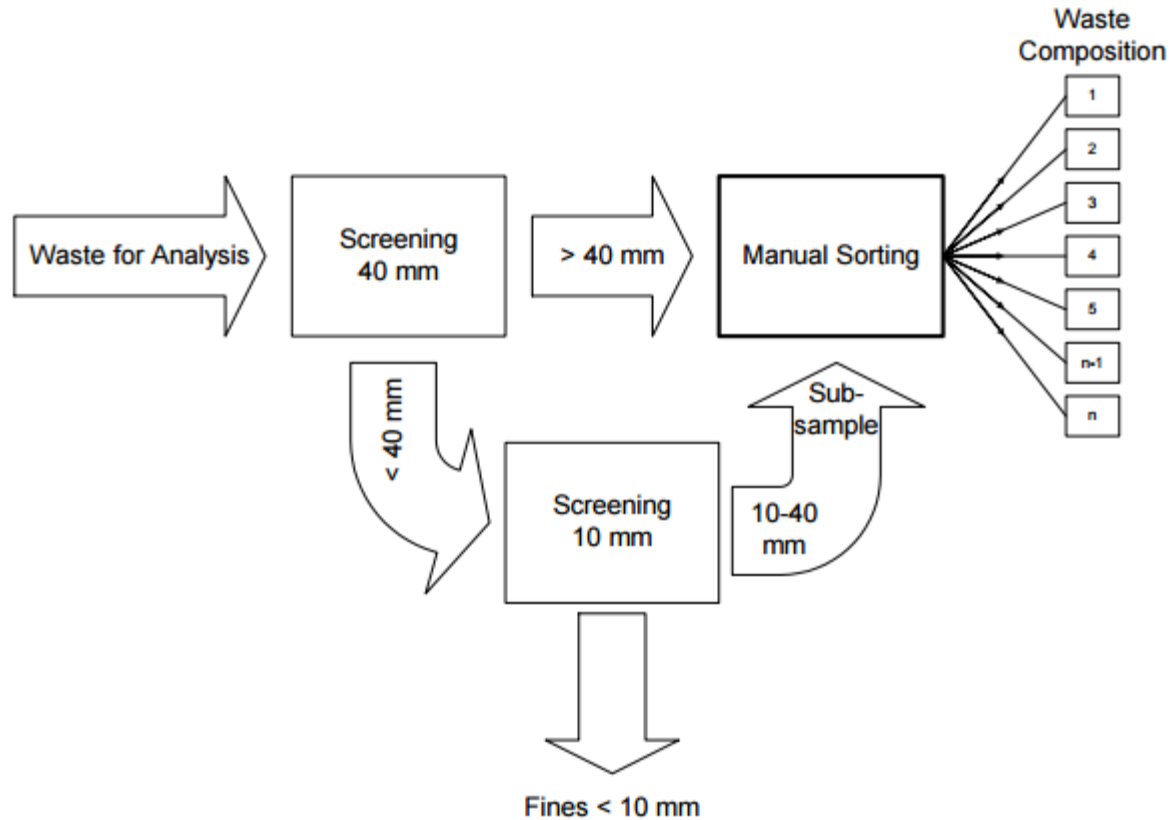 Waste
Composition
1
2
3
4
5
n-1
n
Waste for Analysis
Screening
40 mm
> 40 mm
Manual Sorting
< 40 mm
Sub-
sample
Screening
10 mm
10-40
mm
Fines < 10 mm